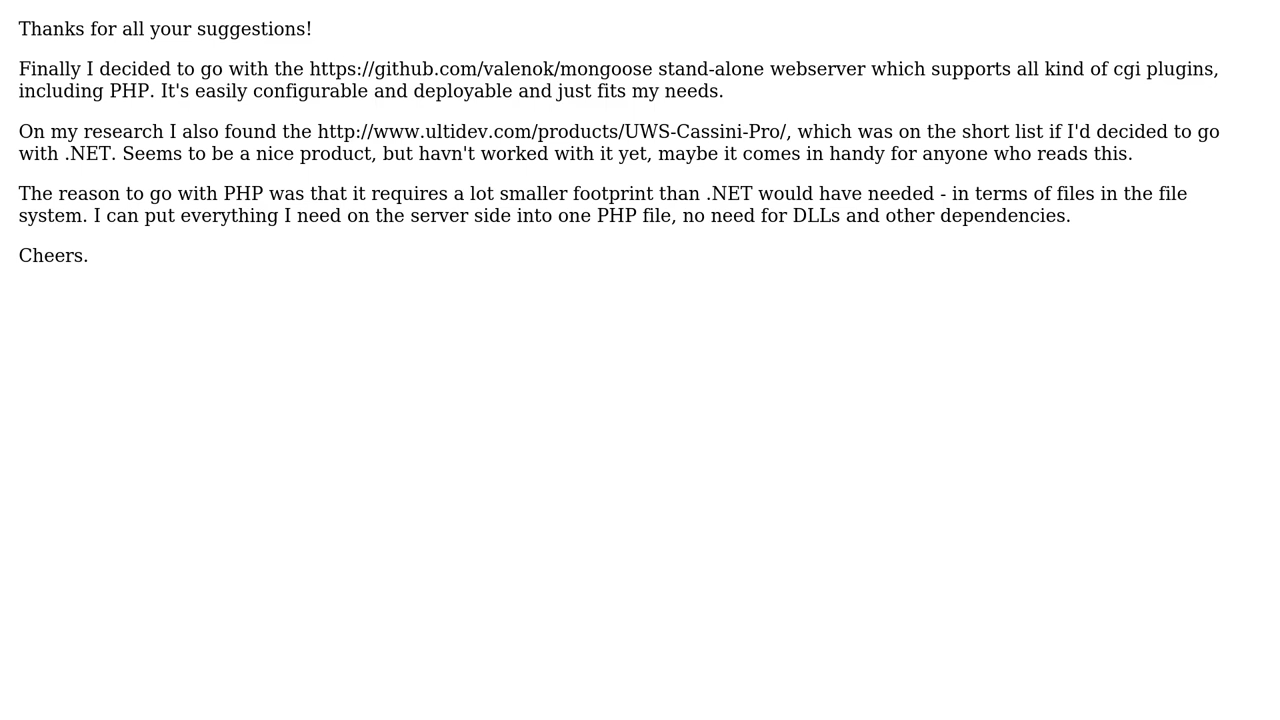 Thanks for all your suggestions!
Finally I decided to go with the https://github.com/valenok/mongoose stand-alone webserver which supports all kind of cgi plugins,
including PHP. It's easily configurable and deployable and just fits my needs.
On my research I also found the http://www.ultidev.com/products/UWS-Cassini-Pro/, which was on the short list if I'd decided to go
with .NET. Seems to be a nice product, but havn't worked with it yet, maybe it comes in handy for anyone who reads this.
The reason to go with PHP was that it requires a lot smaller footprint than .NET would have needed - in terms of files in the file
system. I can put everything I need on the server side into one PHP file, no need for DLLs and other dependencies.
Cheers.